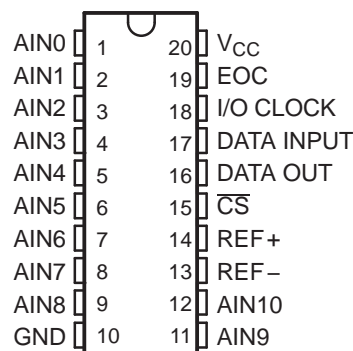 AIN0 1 20 VCC
AIN1 2 19 EOC
AIN2 3 18 I/O CLOCK
AIN3 4 17 DATA INPUT
AIN4 5 16 DATA OUT
AIN5 6 15 C̅S̅
AIN6 7 14 REF+
AIN7 8 13 REF−
AIN8 9 12 AIN10
GND 10 11 AIN9